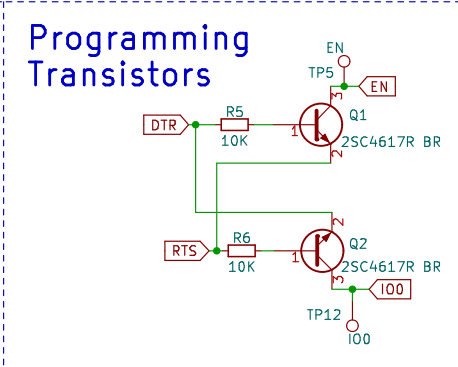 Programming
Transistors
EN
TP5
EN
3
R5
Q1
DTR
1
10K
2SC4617R BR
2
2
R6
Q2
RTS
1
10K
2SC4617R BR
3
IO0
TP12
IO0